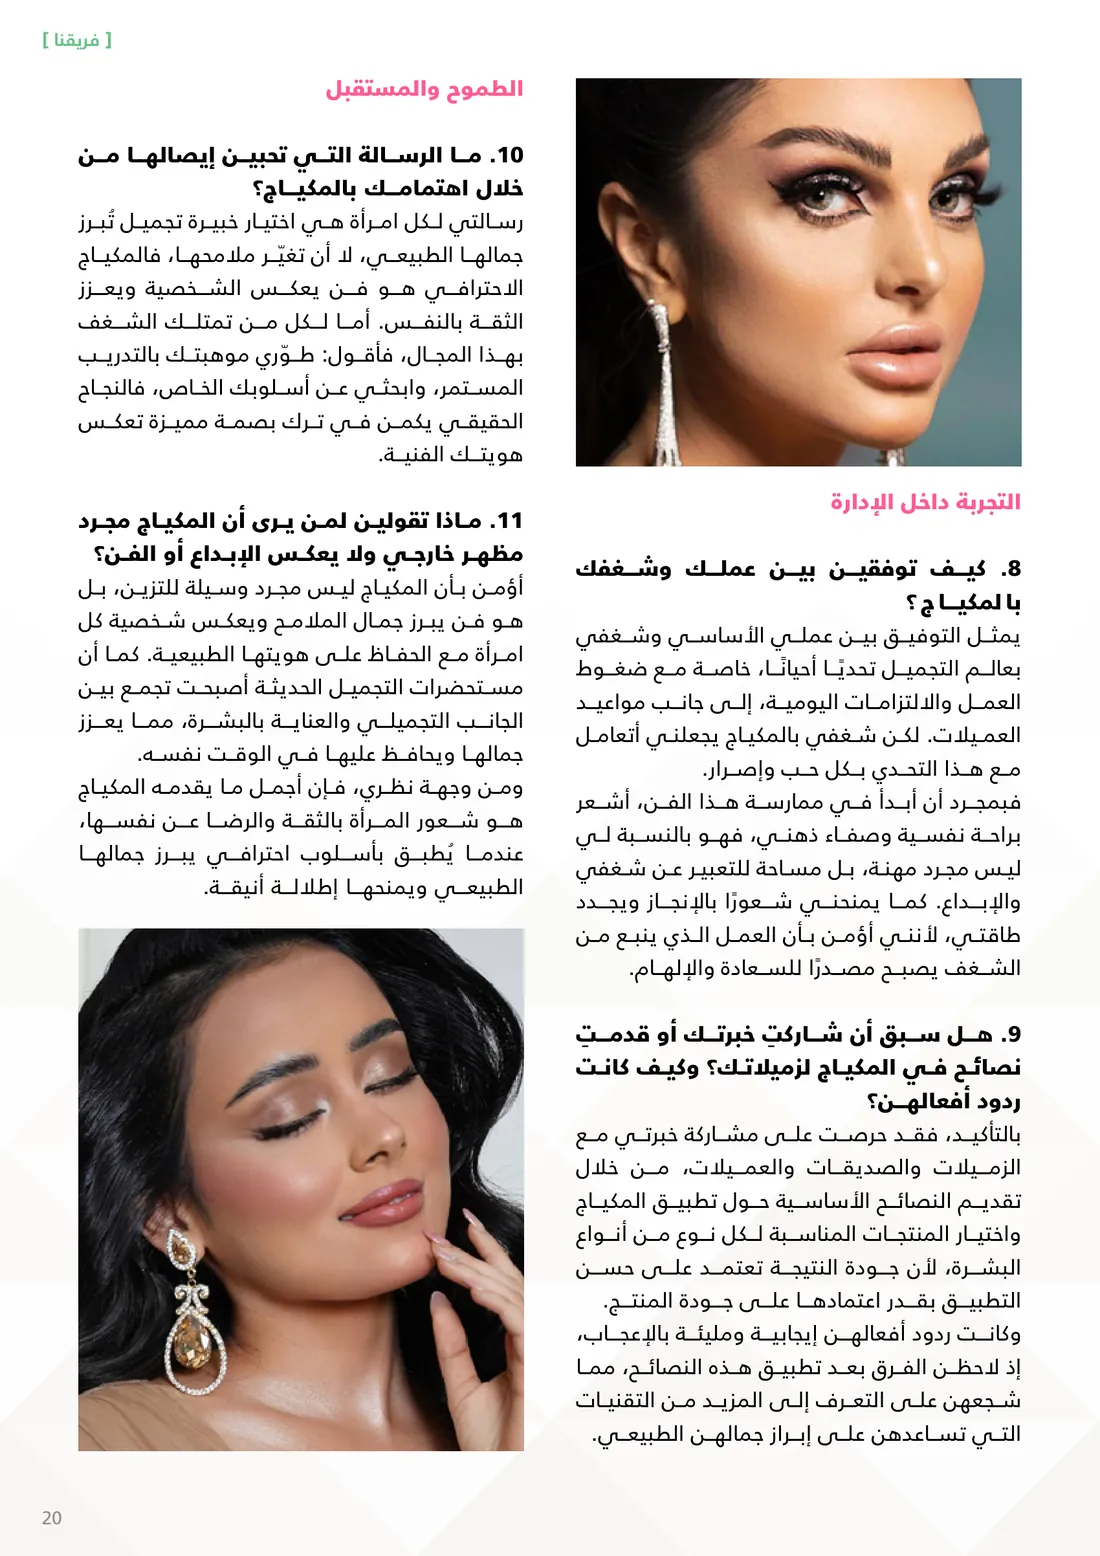 [ فريقنا ]
التجربة داخل الإدارة
8. كيف توفقين بين عملك وشغفك
بالمكياج؟
يمثل التوفيق بين عملي الأساسي وشغفي
بعالم التجميل تحديًا أحيانًا، خاصة مع ضغوط
العمل والالتزامات اليومية، إلى جانب مواعيد
العميلات. لكن شغفي بالمكياج يجعلني أتعامل
مع هذا التحدي بكل حب وإصرار.
فبمجرد أن أبدأ في ممارسة هذا الفن، أشعر
براحة نفسية وصفاء ذهني، فهو بالنسبة لي
ليس مجرد مهنة، بل مساحة للتعبير عن شغفي
والإبداع. كما يمنحني شعورًا بالإنجاز ويجدد
طاقتي، لأنني أؤمن بأن العمل الذي ينبع من
الشغف يصبح مصدرًا للسعادة والإلهام.
9. هل سبق أن شاركتِ خبرتك أو قدمتِ
نصائح في المكياج لزميلاتك؟ وكيف كانت
ردود أفعالهن؟
بالتأكيد، فقد حرصت على مشاركة خبرتي مع
الزميلات والصديقات والعميلات، من خلال
تقديم النصائح الأساسية حول تطبيق المكياج
واختيار المنتجات المناسبة لكل نوع من أنواع
البشرة، لأن جودة النتيجة تعتمد على حسن
التطبيق بقدر اعتمادها على جودة المنتج.
وكانت ردود أفعالهن إيجابية ومليئة بالإعجاب،
إذ لاحظن الفرق بعد تطبيق هذه النصائح، مما
شجعهن على التعرف إلى المزيد من التقنيات
التي تساعدهن على إبراز جمالهن الطبيعي.
الطموح والمستقبل
10. ما الرسالة التي تحبين إيصالها من
خلال اهتمامك بالمكياج؟
رسالتي لكل امرأة هي اختيار خبيرة تجميل تُبرز
جمالها الطبيعي، لا أن تغيّر ملامحها، فالمكياج
الاحترافي هو فن يعكس الشخصية ويعزز
الثقة بالنفس. أما لكل من تمتلك الشغف
بهذا المجال، فأقول: طوّري موهبتك بالتدريب
المستمر، وابحثي عن أسلوبك الخاص، فالنجاح
الحقيقي يكمن في ترك بصمة مميزة تعكس
هويتك الفنية.
11. ماذا تقولين لمن يرى أن المكياج مجرد
مظهر خارجي ولا يعكس الإبداع أو الفن؟
أؤمن بأن المكياج ليس مجرد وسيلة للتزين، بل
هو فن يبرز جمال الملامح ويعكس شخصية كل
امرأة مع الحفاظ على هويتها الطبيعية. كما أن
مستحضرات التجميل الحديثة أصبحت تجمع بين
الجانب التجميلي والعناية بالبشرة، مما يعزز
جمالها ويحافظ عليها في الوقت نفسه.
ومن وجهة نظري، فإن أجمل ما يقدمه المكياج
هو شعور المرأة بالثقة والرضا عن نفسها،
عندما يُطبق بأسلوب احترافي يبرز جمالها
الطبيعي ويمنحها إطلالة أنيقة.
20